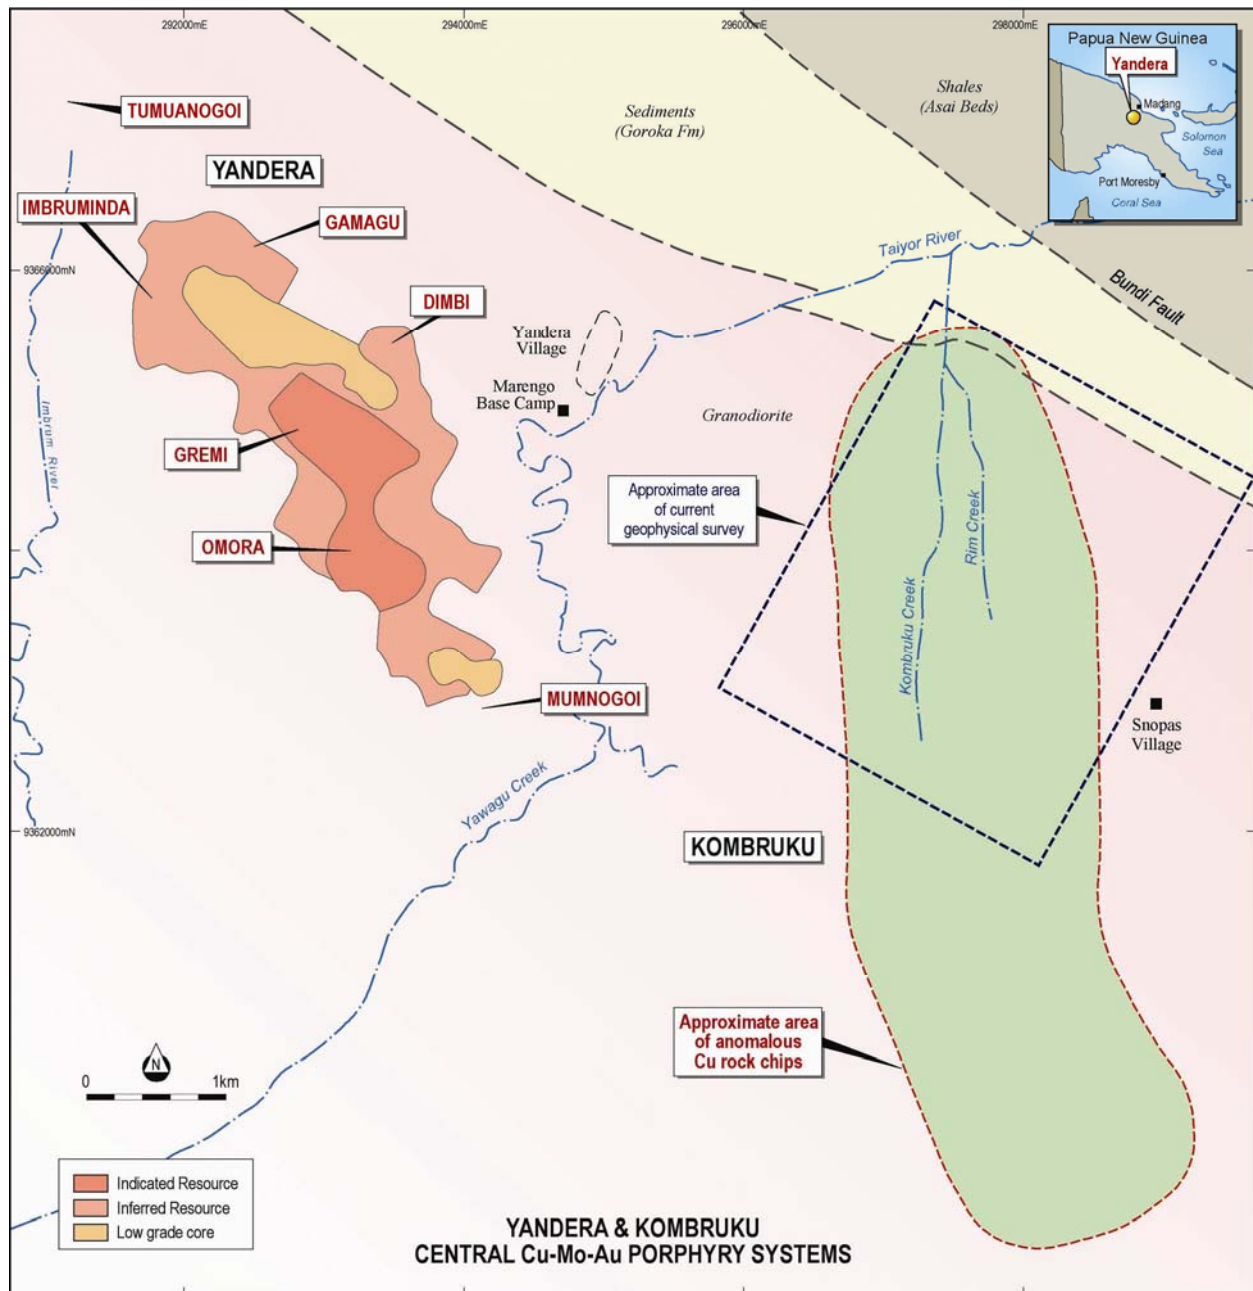 292000mE
294000mE
296000mE
298000mE
Papua New Guinea
Yandera
Madang
Solomon
Sea
Port Moresby
Coral Sea
TUMUANOGOI
YANDERA
Sediments
(Goroka Fm)
Shales
(Asai Beds)
IMBRUMINDA
GAMAGU
Taiyor River
9366000mN
Bundi Fault
DIMBI
Yandera
Village
Marengo
Base Camp
Granodiorite
Imbrum River
GREMI
Approximate area
of current
geophysical survey
OMORA
Rim Creek
Kombruku Creek
MUMNOGOI
Snopas
Village
Yawagu Creek
9362000mN
KOMBRUKU
Approximate area
of anomalous
Cu rock chips
N
0
1km
Indicated Resource
Inferred Resource
Low grade core
YANDERA & KOMBRUKU
CENTRAL Cu-Mo-Au PORPHYRY SYSTEMS